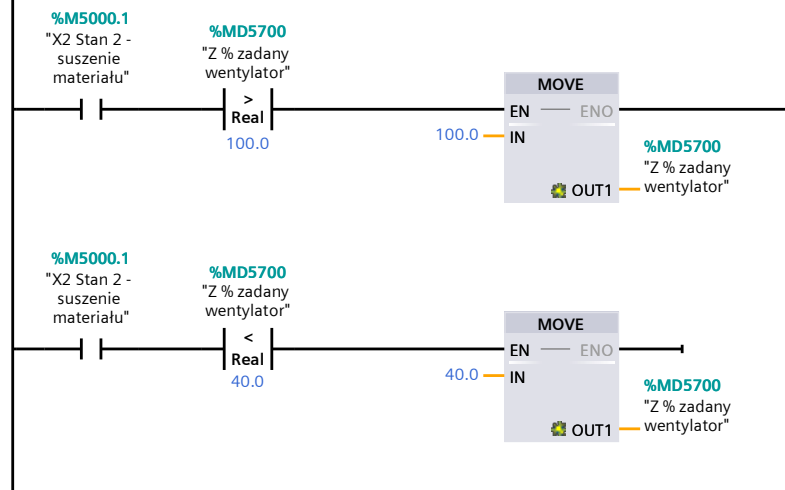 %M5000.1
"X2 Stan 2 -
suszenie
materiału"
%MD5700
"Z % zadany
wentylator"
>
Real
100.0
MOVE
EN
ENO
100.0
IN
OUT1
%MD5700
"Z % zadany
wentylator"
%M5000.1
"X2 Stan 2 -
suszenie
materiału"
%MD5700
"Z % zadany
wentylator"
<
Real
40.0
MOVE
EN
ENO
40.0
IN
OUT1
%MD5700
"Z % zadany
wentylator"